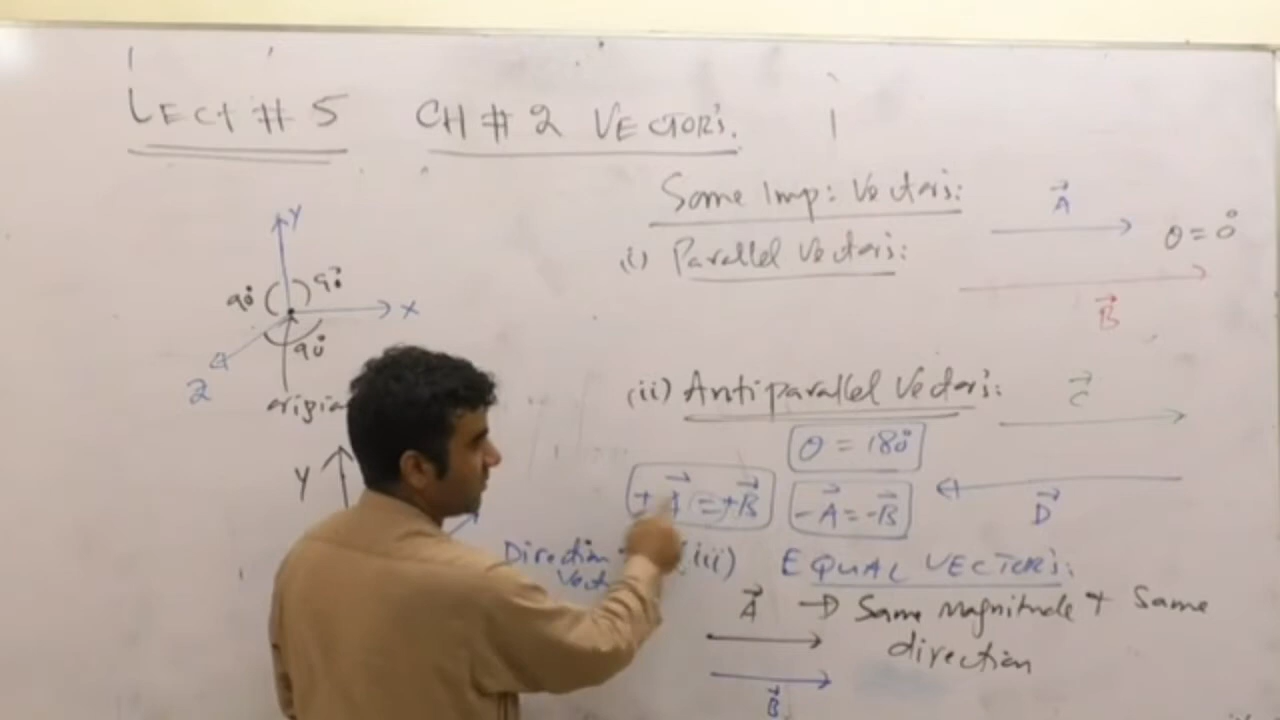 LECT # 5 CH # 2 VECTORS.
Y
90° 90°
X
90°
Z
origin
Y
Direction
Some Imp: Vectors:
A⃗
θ = 0°
(i) Parallel Vectors:
B⃗
(ii) Antiparallel Vectors:
C⃗
θ = 180°
+A⃗ = +B⃗ -A⃗ = -B⃗
D⃗
(iii) EQUAL VECTORS:
A⃗ → Same Magnitude + Same
direction
B⃗